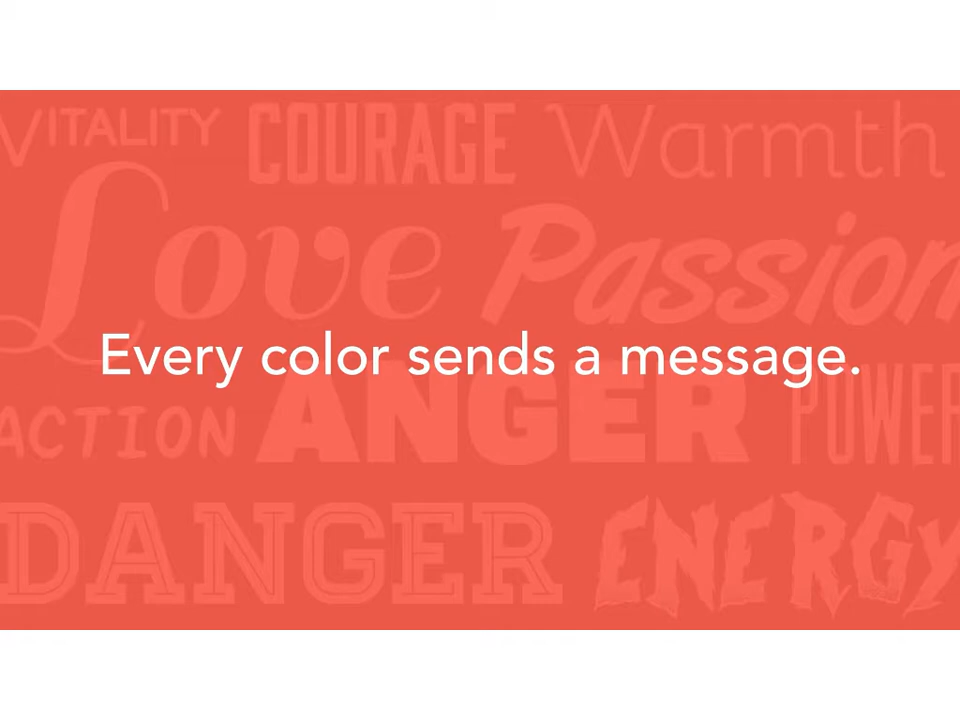 VITALITY COURAGE Warmth
Love Passion
Every color sends a message.
ACTION ANGER POWER
DANGER ENERGY